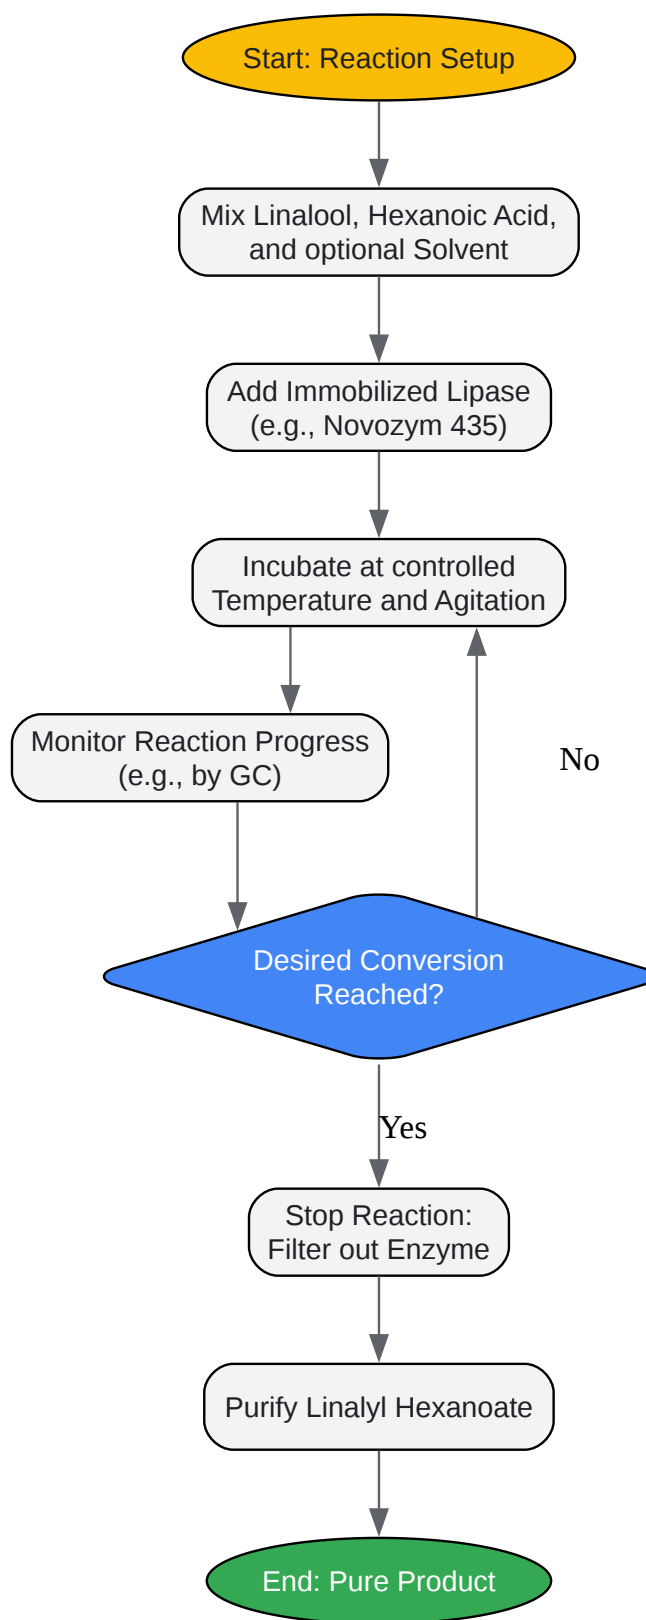 Start: Reaction Setup
Mix Linalool, Hexanoic Acid,
and optional Solvent
Add Immobilized Lipase
(e.g., Novozym 435)
Incubate at controlled
Temperature and Agitation
Monitor Reaction Progress
(e.g., by GC)
No
Desired Conversion
Reached?
Yes
Stop Reaction:
Filter out Enzyme
Purify Linalyl Hexanoate
End: Pure Product